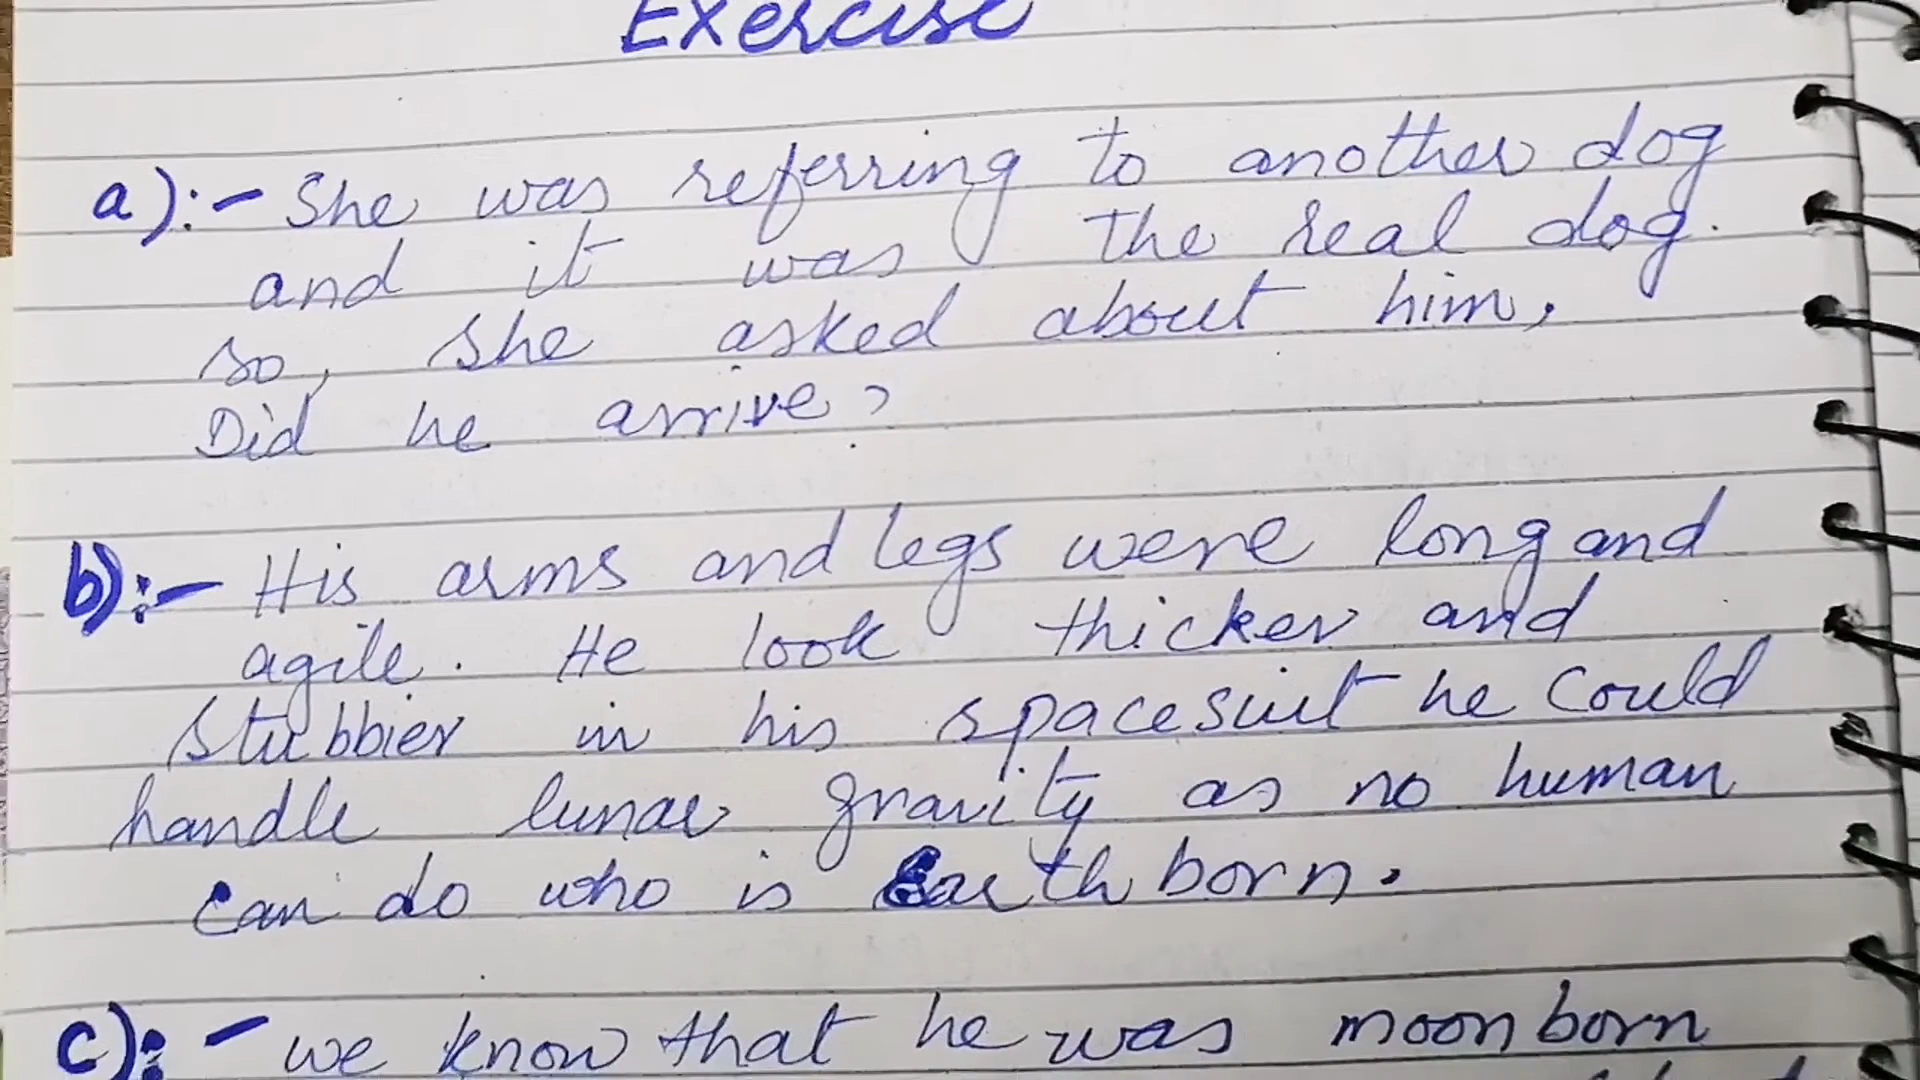 Exercise
a):- She was referring to another dog
and it was the real dog.
so, she asked about him,
Did he arrive?
b):- His arms and legs were long and
agile. He look thicker and
stubbier in his spacesuit he could
handle lunar gravity as no human
can do who is Earth born.
c):- we know that he was moon born